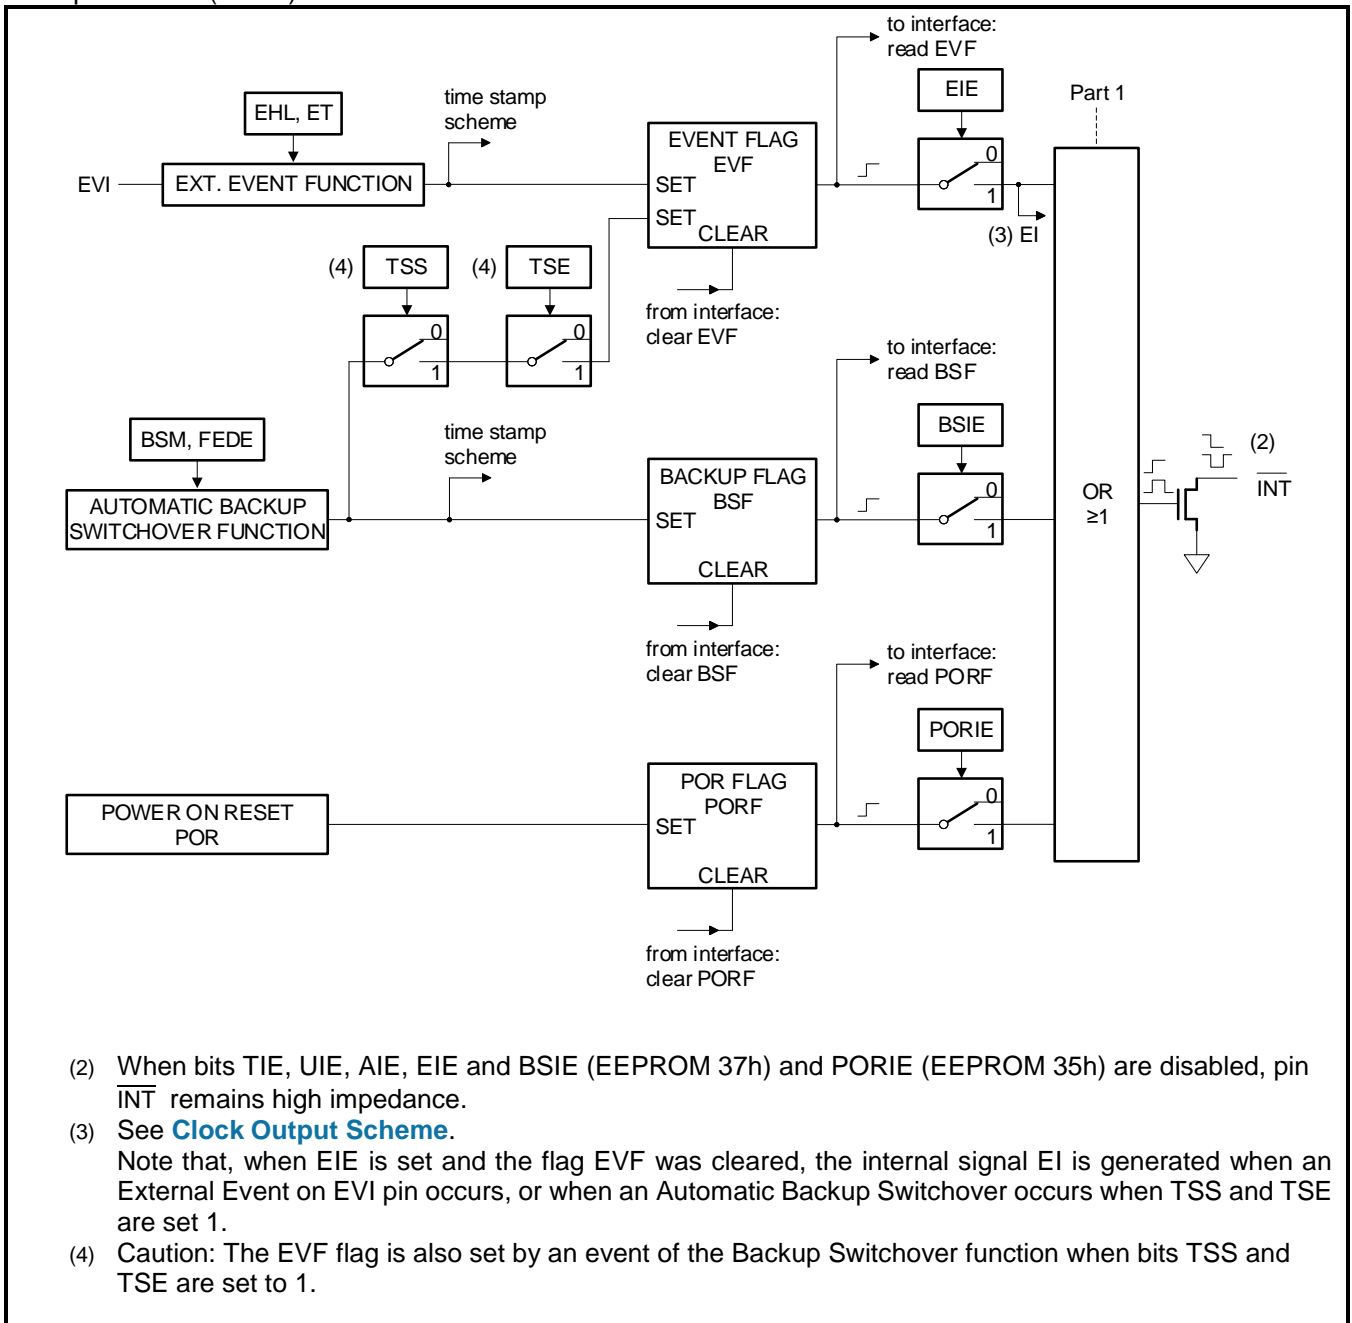 to interface:
read EVF
EIE
Part 1
time stamp
scheme
EHL, ET
EVENT FLAG
EVF
0
1
EVI
EXT. EVENT FUNCTION
SET
SET
CLEAR
(3) EI
(4) TSS
(4) TSE
0
1
0
1
from interface:
clear EVF
to interface:
read BSF
BSIE
time stamp
scheme
BSM, FEDE
BACKUP FLAG
BSF
0
1
(2)
INT
OR
≥1
AUTOMATIC BACKUP
SWITCHOVER FUNCTION
SET
CLEAR
from interface:
clear BSF
to interface:
read PORF
PORIE
POR FLAG
PORF
0
1
POWER ON RESET
POR
SET
CLEAR
from interface:
clear PORF
(2) When bits TIE, UIE, AIE, EIE and BSIE (EEPROM 37h) and PORIE (EEPROM 35h) are disabled, pin
INT remains high impedance.
(3) See Clock Output Scheme.
Note that, when EIE is set and the flag EVF was cleared, the internal signal EI is generated when an
External Event on EVI pin occurs, or when an Automatic Backup Switchover occurs when TSS and TSE
are set 1.
(4) Caution: The EVF flag is also set by an event of the Backup Switchover function when bits TSS and
TSE are set to 1.